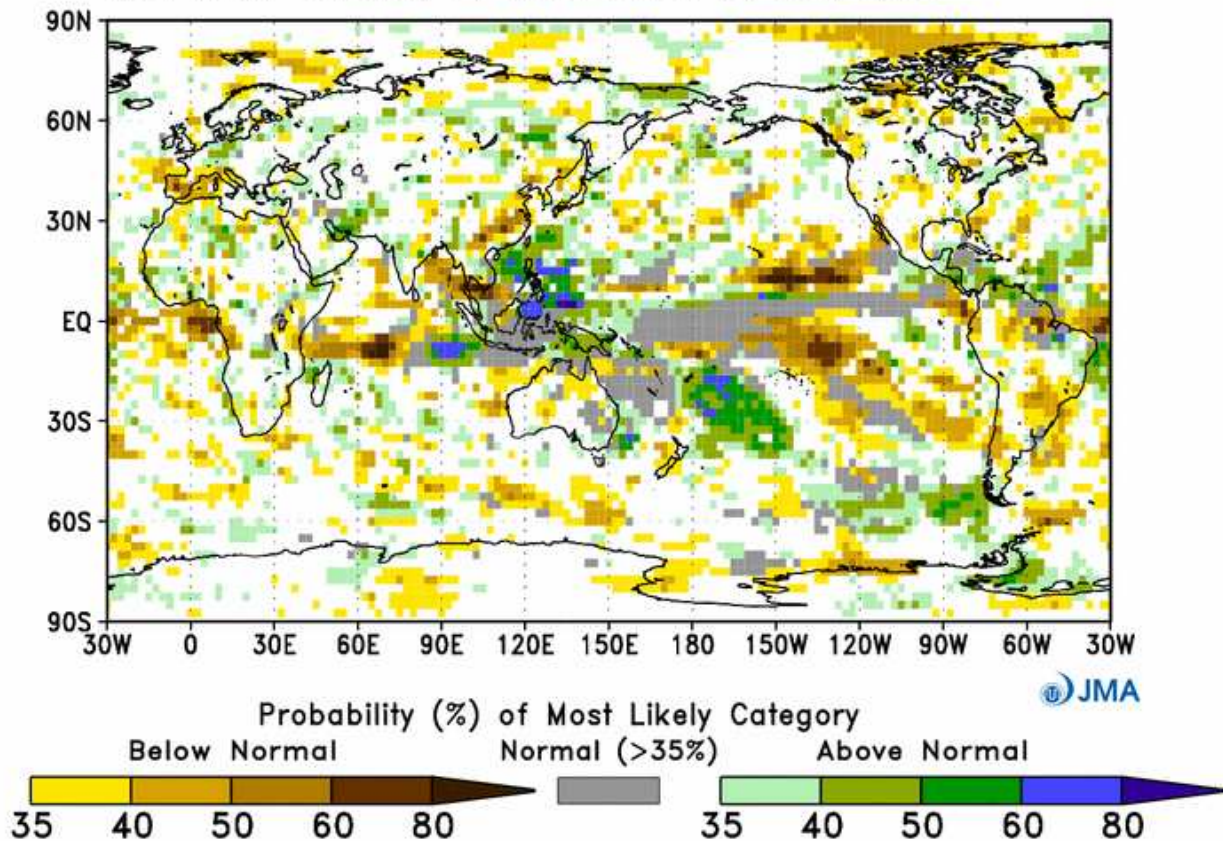 90N
60N
30N
EQ
30S
60S
90S
30W 0 30E 60E 90E 120E 150E 180 150W 120W 90W 60W 30W
JMA
Probability (%) of Most Likely Category
Below Normal Normal (>35%) Above Normal
35 40 50 60 80 35 40 50 60 80